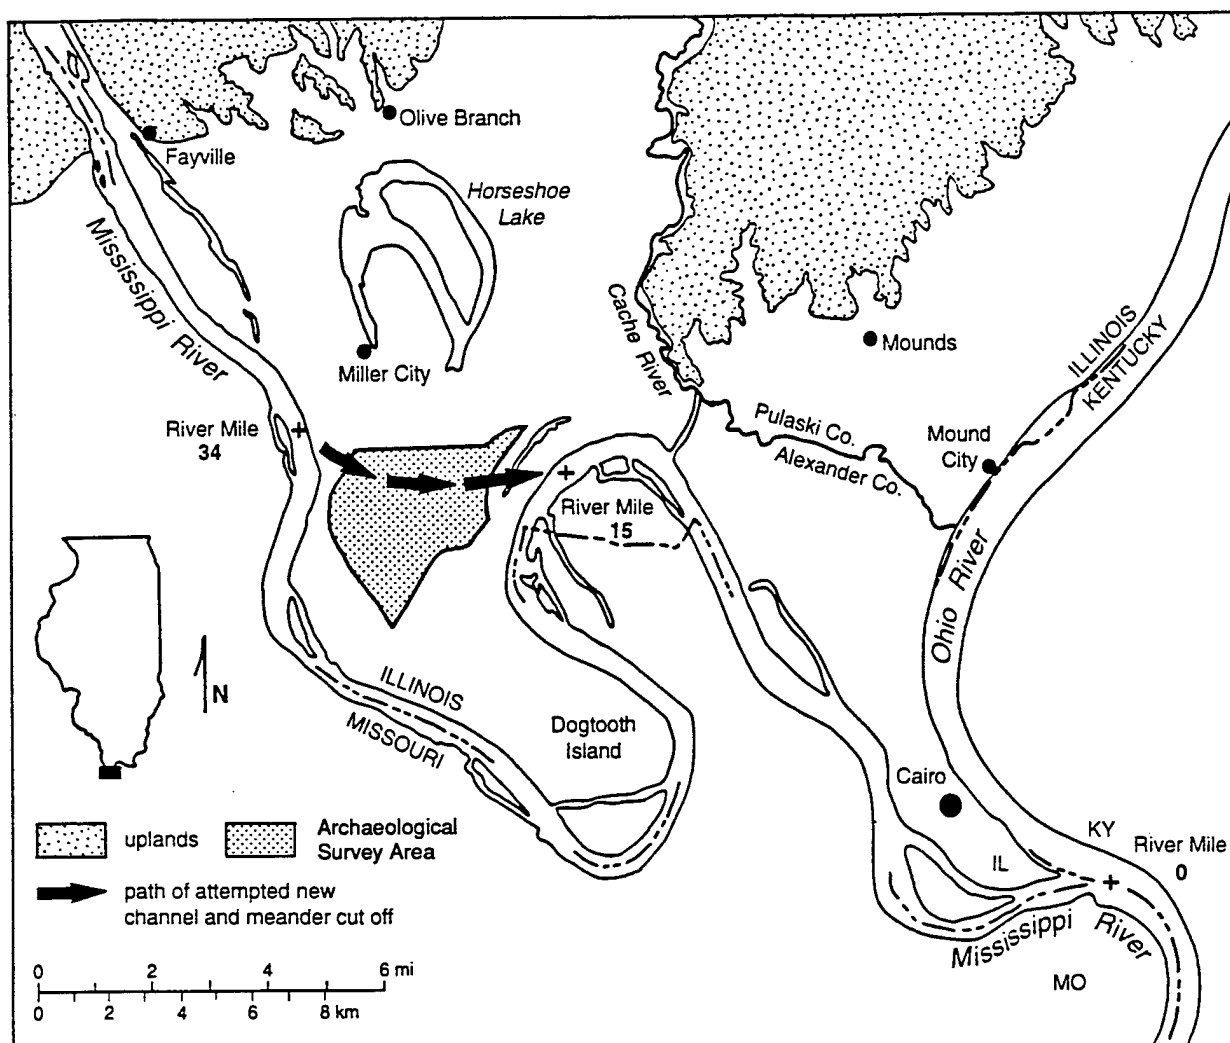 Olive Branch
Fayville
Horseshoe
Lake
Mississippi River
Cache River
Miller City
Mounds
ILLINOIS
KENTUCKY
River Mile
34
Pulaski Co.
Alexander Co.
Mound
City
River Mile
15
Ohio River
N
ILLINOIS
MISSOURI
Dogtooth
Island
Cairo
KY
River Mile
0
IL
Mississippi River
MO
uplands
Archaeological
Survey Area
path of attempted new
channel and meander cut off
0 2 4 6 mi
0 2 4 6 8 km